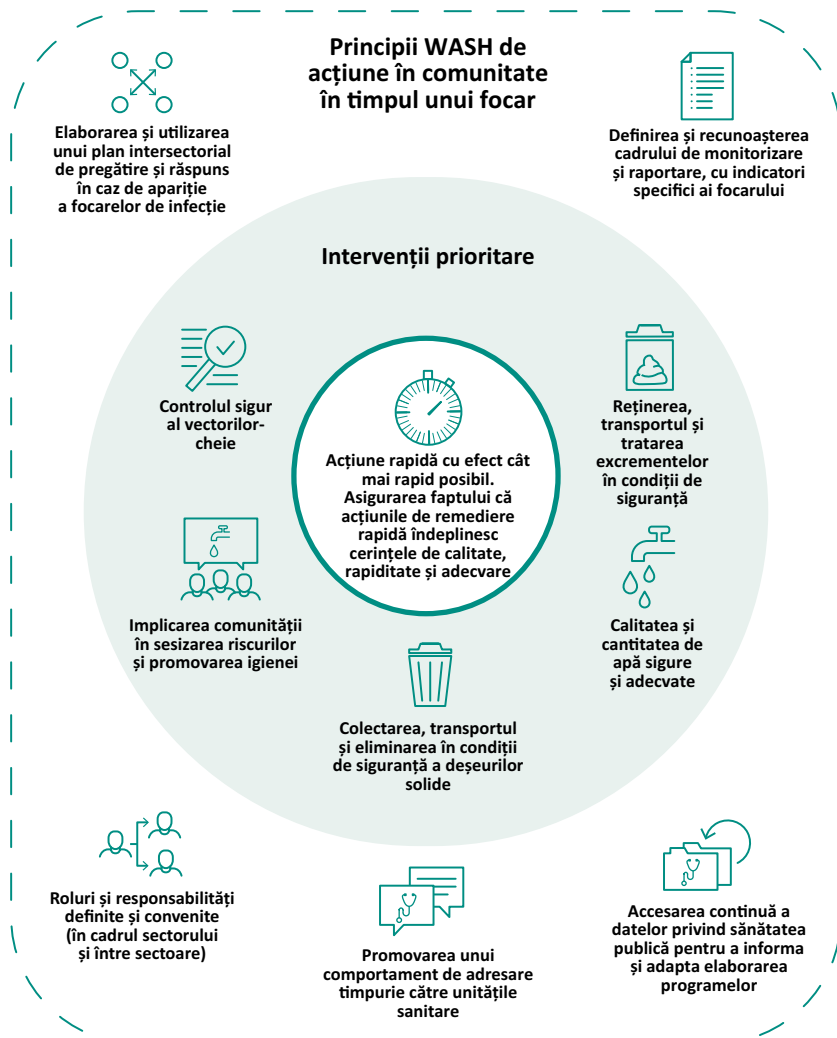 Principii WASH de
acțiune în comunitate
în timpul unui focar
Elaborarea și utilizarea
unui plan intersectorial
de pregătire și răspuns
în caz de apariție
a focarelor de infecție
Definirea și recunoașterea
cadrului de monitorizare
și raportare, cu indicatori
specifici ai focarului
Intervenții prioritare
Controlul sigur
al vectorilor-
cheie
Acțiune rapidă cu efect cât
mai rapid posibil.
Asigurarea faptului că
acțiunile de remediere
rapidă îndeplinesc
cerințele de calitate,
rapiditate și adecvare
Reținerea,
transportul și
tratarea
excrementelor
în condiții de
siguranță
Implicarea comunității
în sesizarea riscurilor
și promovarea igienei
Calitatea și
cantitatea de
apă sigure
și adecvate
Colectarea, transportul
și eliminarea în condiții
de siguranță a deșeurilor
solide
Roluri și responsabilități
definite și convenite
(în cadrul sectorului
și între sectoare)
Promovarea unui
comportament de adresare
timpurie către unitățile
sanitare
Accesarea continuă a
datelor privind sănătatea
publică pentru a informa
și adapta elaborarea
programelor